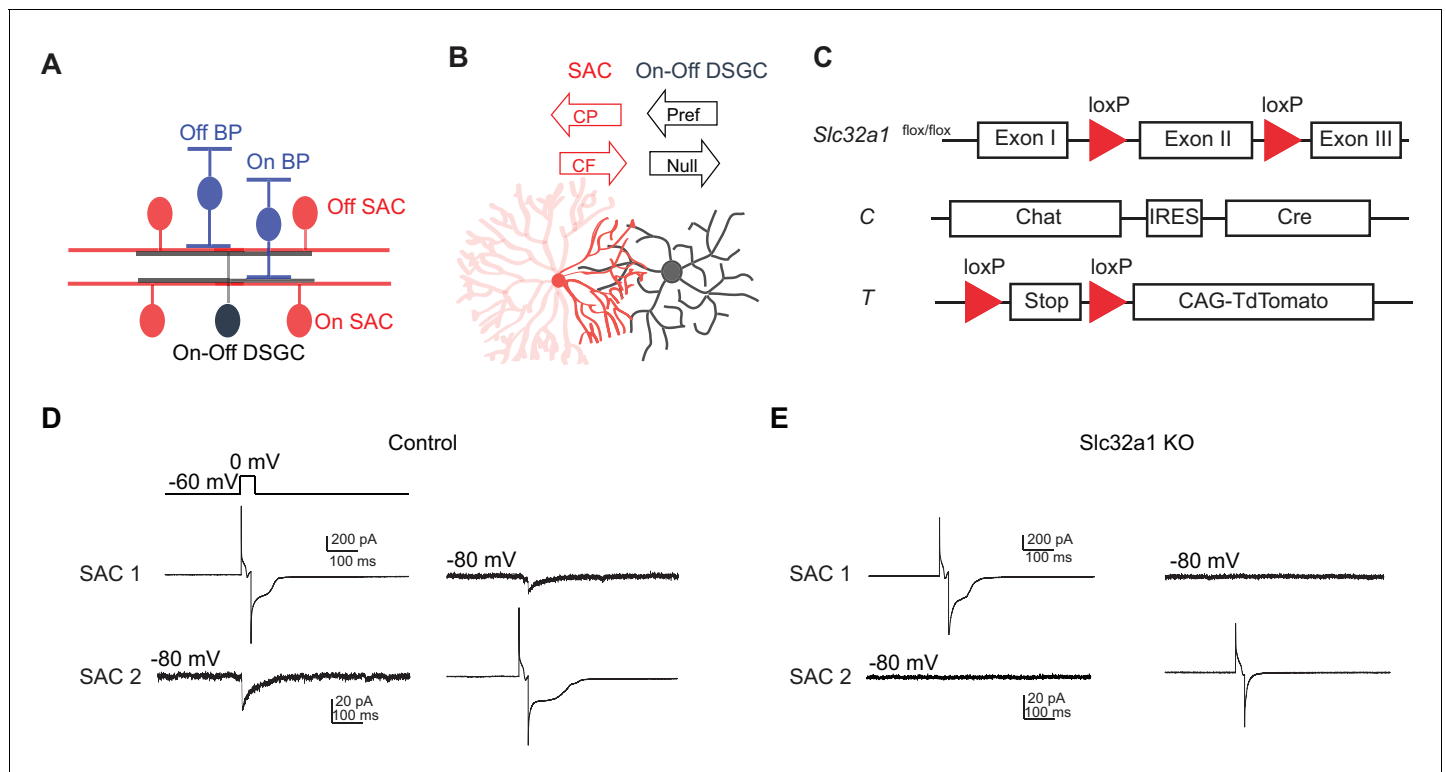 A
Off BP
On BP
Off SAC
On SAC
On-Off DSGC
B
SAC On-Off DSGC
CP Pref
CF Null
C
loxP loxP
Slc32a1 flox/flox Exon I Exon II Exon III
C Chat IRES Cre
loxP loxP
T Stop CAG-TdTomato
D
Control
0 mV
-60 mV
200 pA
100 ms
SAC 1
-80 mV
-80 mV
SAC 2
20 pA
100 ms
E
Slc32a1 KO
200 pA
100 ms
SAC 1
-80 mV
-80 mV
SAC 2
20 pA
100 ms